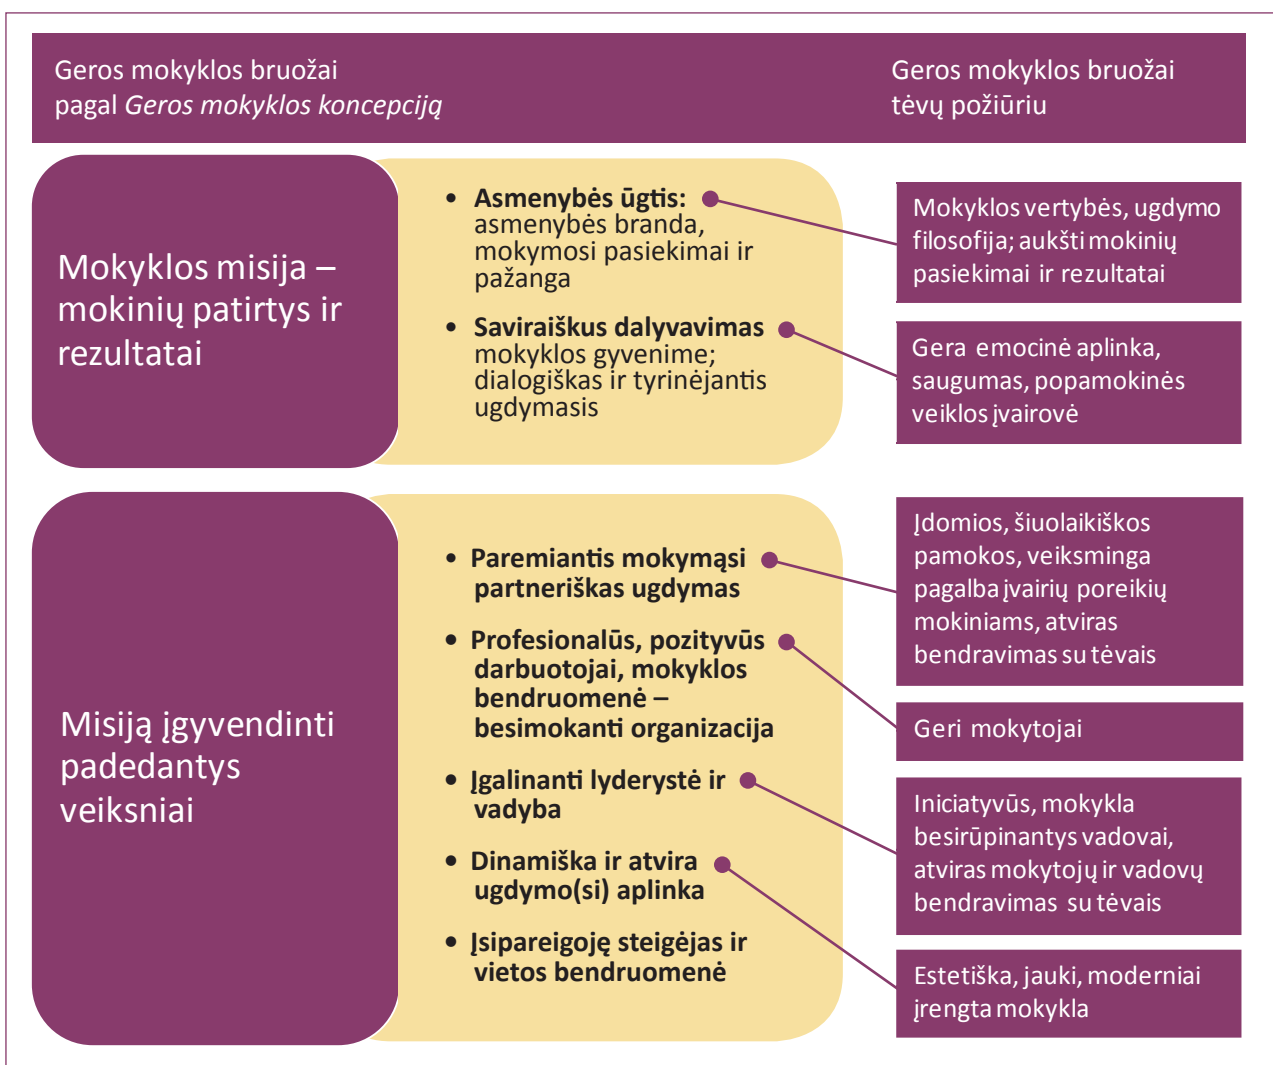 Geros mokyklos bruožai
pagal Geros mokyklos koncepciją
Geros mokyklos bruožai
tėvų požiūriu
Mokyklos misija –
mokinių patirtys ir
rezultatai
• Asmenybės ūgtis:
asmenybės branda,
mokymosi pasiekimai ir
pažanga
• Saviraiškus dalyvavimas
mokyklos gyvenime;
dialogiškas ir tyrinėjantis
ugdymasis
Mokyklos vertybės, ugdymo
filosofija; aukšti mokinių
pasiekimai ir rezultatai
Gera emocinė aplinka,
saugumas, popamokinės
veiklos įvairovė
Misiją įgyvendinti
padedantys
veiksniai
• Paremiantis mokymąsi
partneriškas ugdymas
• Profesionalūs, pozityvūs
darbuotojai, mokyklos
bendruomenė –
besimokanti organizacija
• Įgalinanti lyderystė ir
vadyba
• Dinamiška ir atvira
ugdymo(si) aplinka
• Įsipareigoję steigėjas ir
vietos bendruomenė
Įdomios, šiuolaikiškos
pamokos, veiksminga
pagalba įvairių poreikių
mokiniams, atviras
bendravimas su tėvais
Geri mokytojai
Iniciatyvūs, mokykla
besirūpinantys vadovai,
atviras mokytojų ir vadovų
bendravimas su tėvais
Estetiška, jauki, moderniai
įrengta mokykla